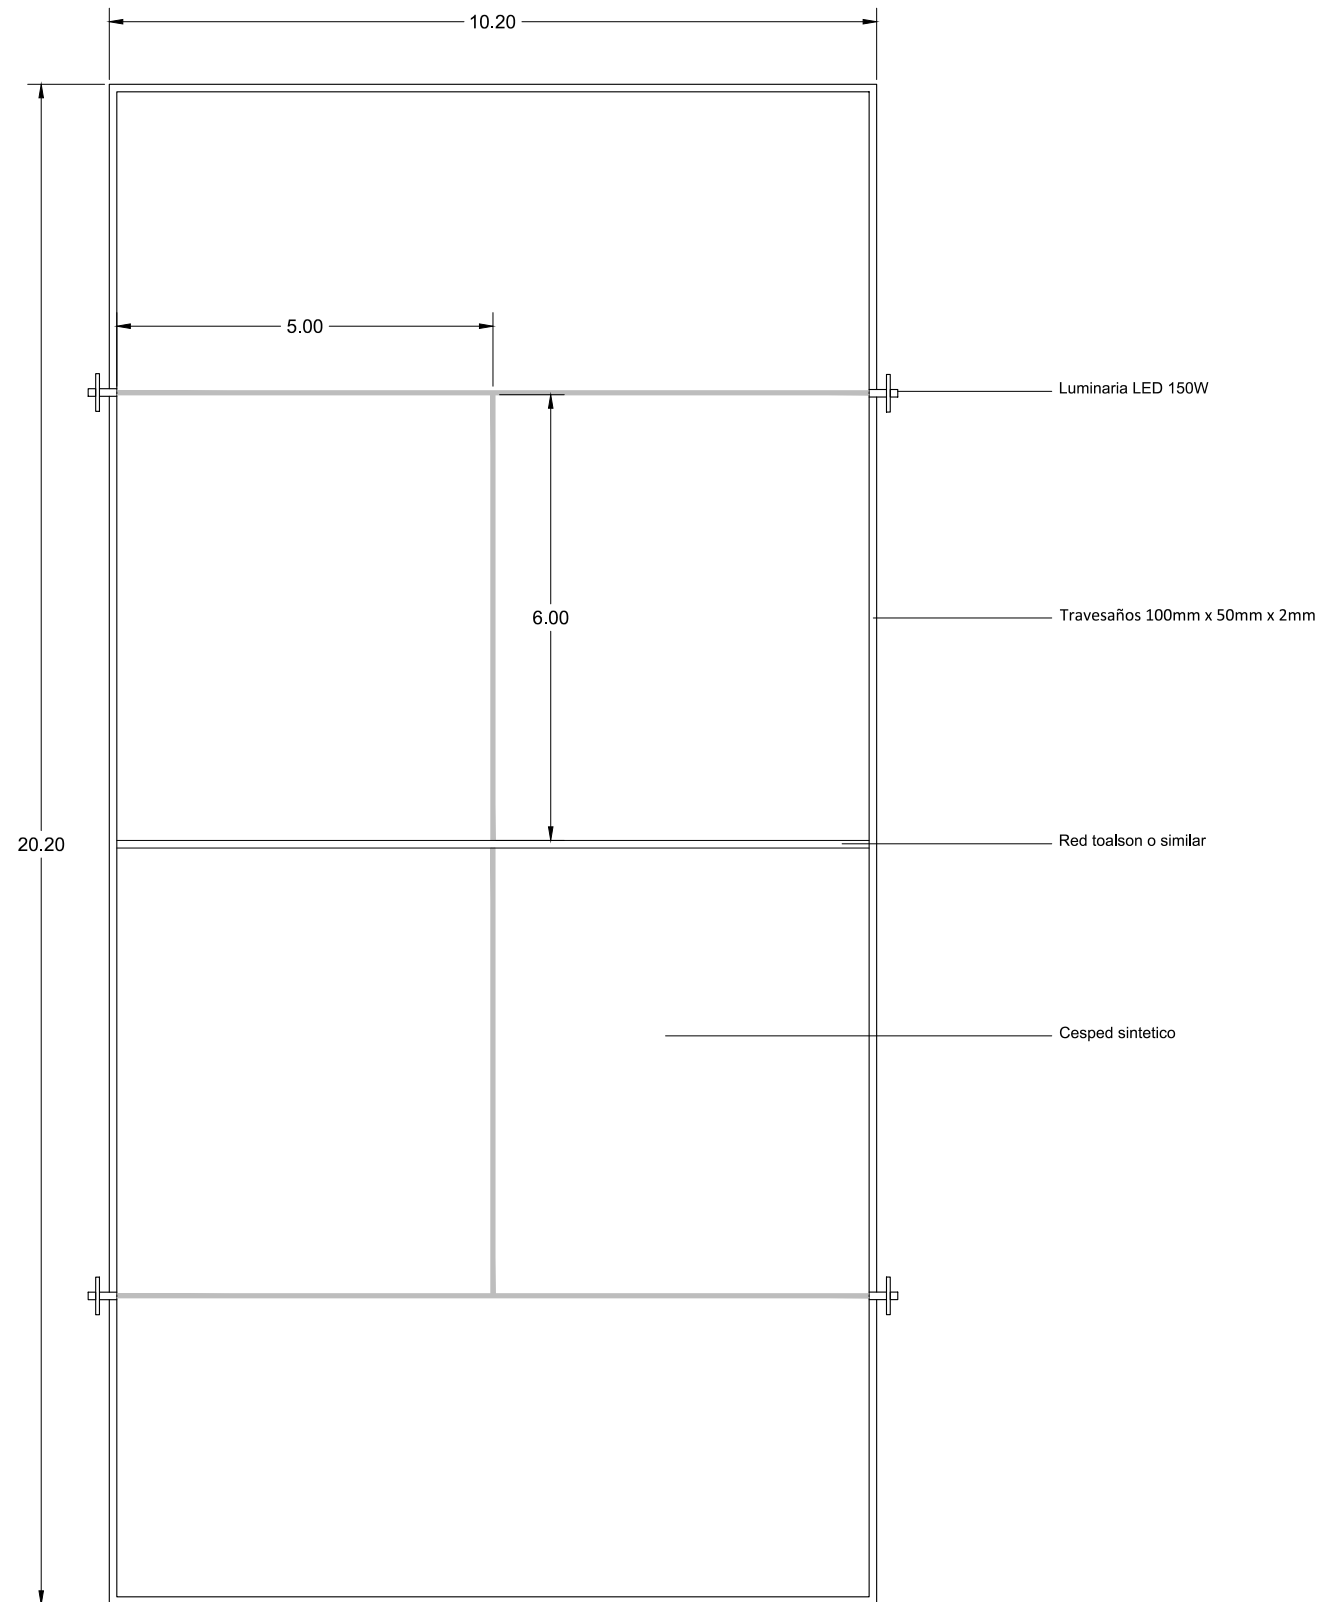 10.20
5.00
Luminaria LED 150W
6.00
Travesaños 100mm x 50mm x 2mm
20.20
Red toalson o similar
Cesped sintetico